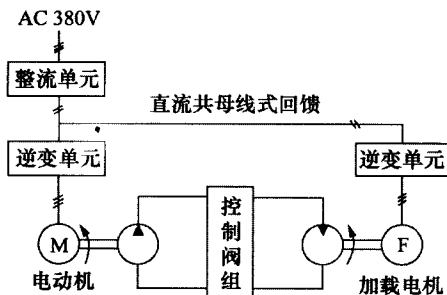 AC 380V
整流单元
直流共母线式回馈
逆变单元
逆变单元
控制阀组
M
F
电动机
加载电机